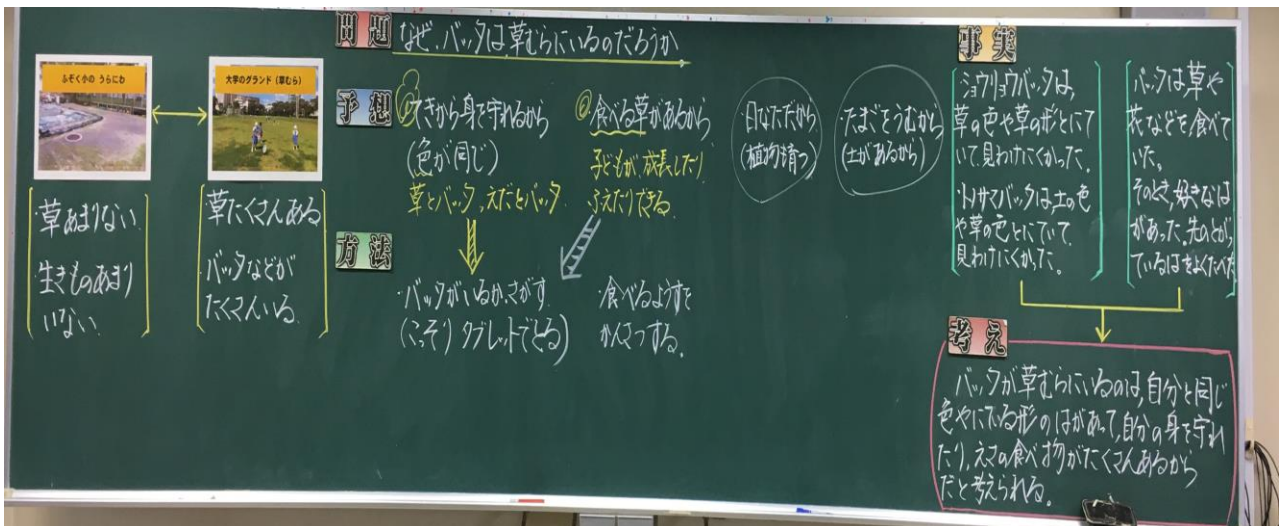 問題
なぜ、バッタは、草むらにいるのだろうか
ふぞく小の うらにわ
大学のグランド（草むら）
・草あまりない
・生きものあまり
いない
・草たくさんある
・バッタなどが
たくさんいる。
予想
てきから身を守れるから
(色が同じ)
草とバッタ、えだとバッタ
食べる草があるから
子どもが、成長したり
ふえたりできる。
・日なただから
(植物育つ)
・たまごをうむから
(土があるから)
方法
・バッタがいるか、さがす
(こっそり タブレットでとる)
・食べるようすを
かんさつする。
事実
ショウリョウバッタは、
草の色や草の形とにて
いて、見わけにくかった。
トノサマバッタは、土の色
や草の色とにていて、
見わけにくかった。
バッタは草や
花などを食べて
いた。
そのとき、好きなは
があった。先のとがっ
ているはをよくたべた
考え
バッタが草むらにいるのは、自分と同じ
色やにている形のはがあって、自分の身を守れ
たり、えさの食べ物がたくさんあるから
だと考えられる。